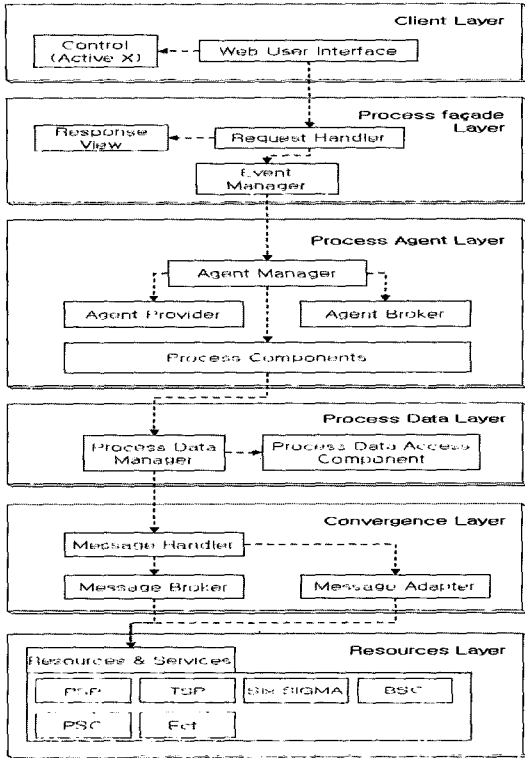 Client Layer
Control
(Active X)
Web User Interface
Process façade
Layer
Response
View
Request Handler
Event
Manager
Process Agent Layer
Agent Manager
Agent Provider
Agent Broker
Process Components
Process Data Layer
Process Data
Manager
Process Data Access
Component
Convergence Layer
Message Handler
Message Broker
Message Adapter
Resources Layer
Resources & Services
PSP
TSP
Six SIGMA
BSC
PSC
Ect